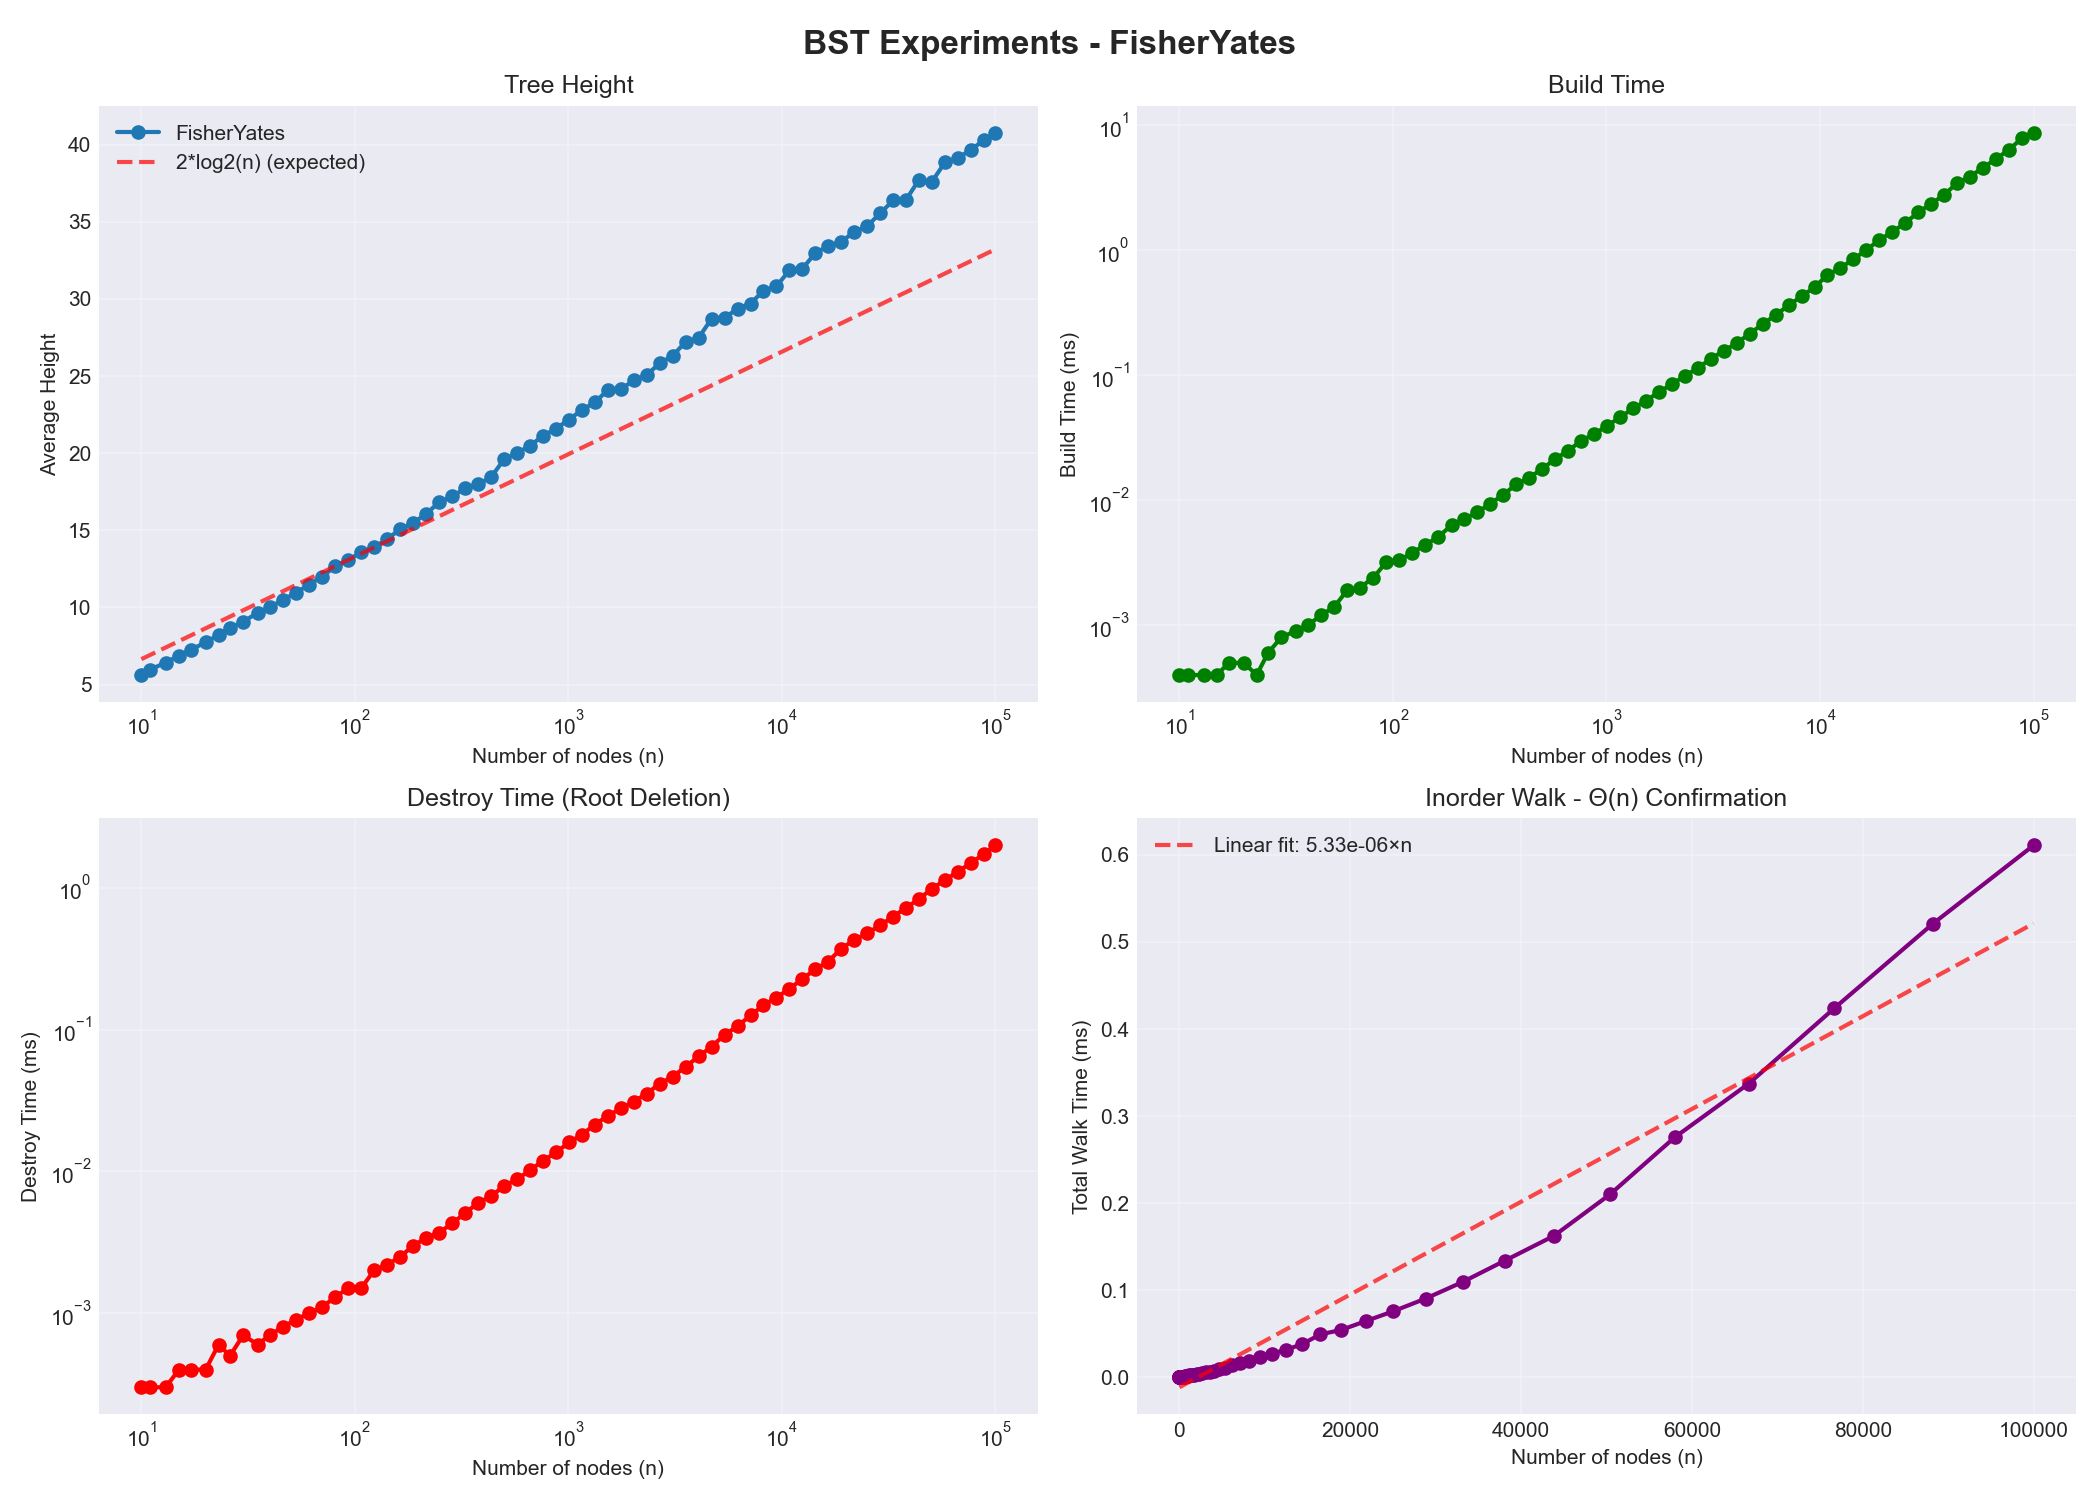 BST Experiments - FisherYates
Tree Height
FisherYates
2*log2(n) (expected)
Average Height
40
35
30
25
20
15
10
5
10^1 10^2 10^3 10^4 10^5
Number of nodes (n)
Build Time
Build Time (ms)
10^1
10^0
10^−1
10^−2
10^−3
10^1 10^2 10^3 10^4 10^5
Number of nodes (n)
Destroy Time (Root Deletion)
Destroy Time (ms)
10^0
10^−1
10^−2
10^−3
10^1 10^2 10^3 10^4 10^5
Number of nodes (n)
Inorder Walk - Θ(n) Confirmation
Linear fit: 5.33e-06×n
Total Walk Time (ms)
0.6
0.5
0.4
0.3
0.2
0.1
0.0
0 20000 40000 60000 80000 100000
Number of nodes (n)